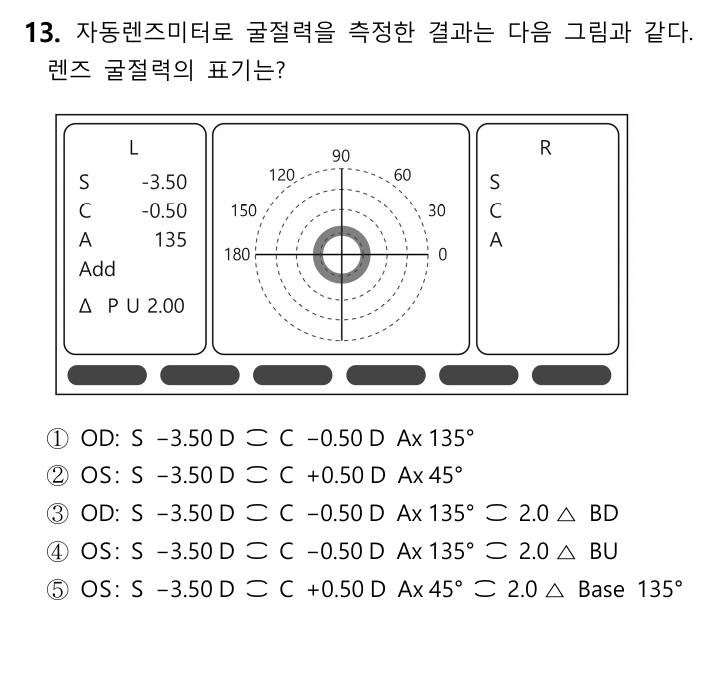 13. 자동렌즈미터로 굴절력을 측정한 결과는 다음 그림과 같다.
렌즈 굴절력의 표기는?
L
S -3.50
C -0.50
A 135
Add
Δ P U 2.00
90
120 60
150 30
180 0
R
S
C
A
① OD: S −3.50 D ⁐ C −0.50 D Ax 135°
② OS: S −3.50 D ⁐ C +0.50 D Ax 45°
③ OD: S −3.50 D ⁐ C −0.50 D Ax 135° ⁐ 2.0 △ BD
④ OS: S −3.50 D ⁐ C −0.50 D Ax 135° ⁐ 2.0 △ BU
⑤ OS: S −3.50 D ⁐ C +0.50 D Ax 45° ⁐ 2.0 △ Base 135°